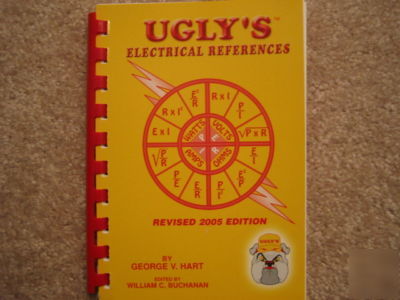 UGLY'S™
ELECTRICAL REFERENCES
E²/R
R x I
R x I²
P/I
E x I
√P x R
WATTS
VOLTS
P
E
I
R
AMPS
OHMS
√P/R
E/I
P/E
E²/P
E/R
P/I²
REVISED 2005 EDITION
BY
GEORGE V. HART
EDITED BY
WILLIAM C. BUCHANAN
UGLY'S